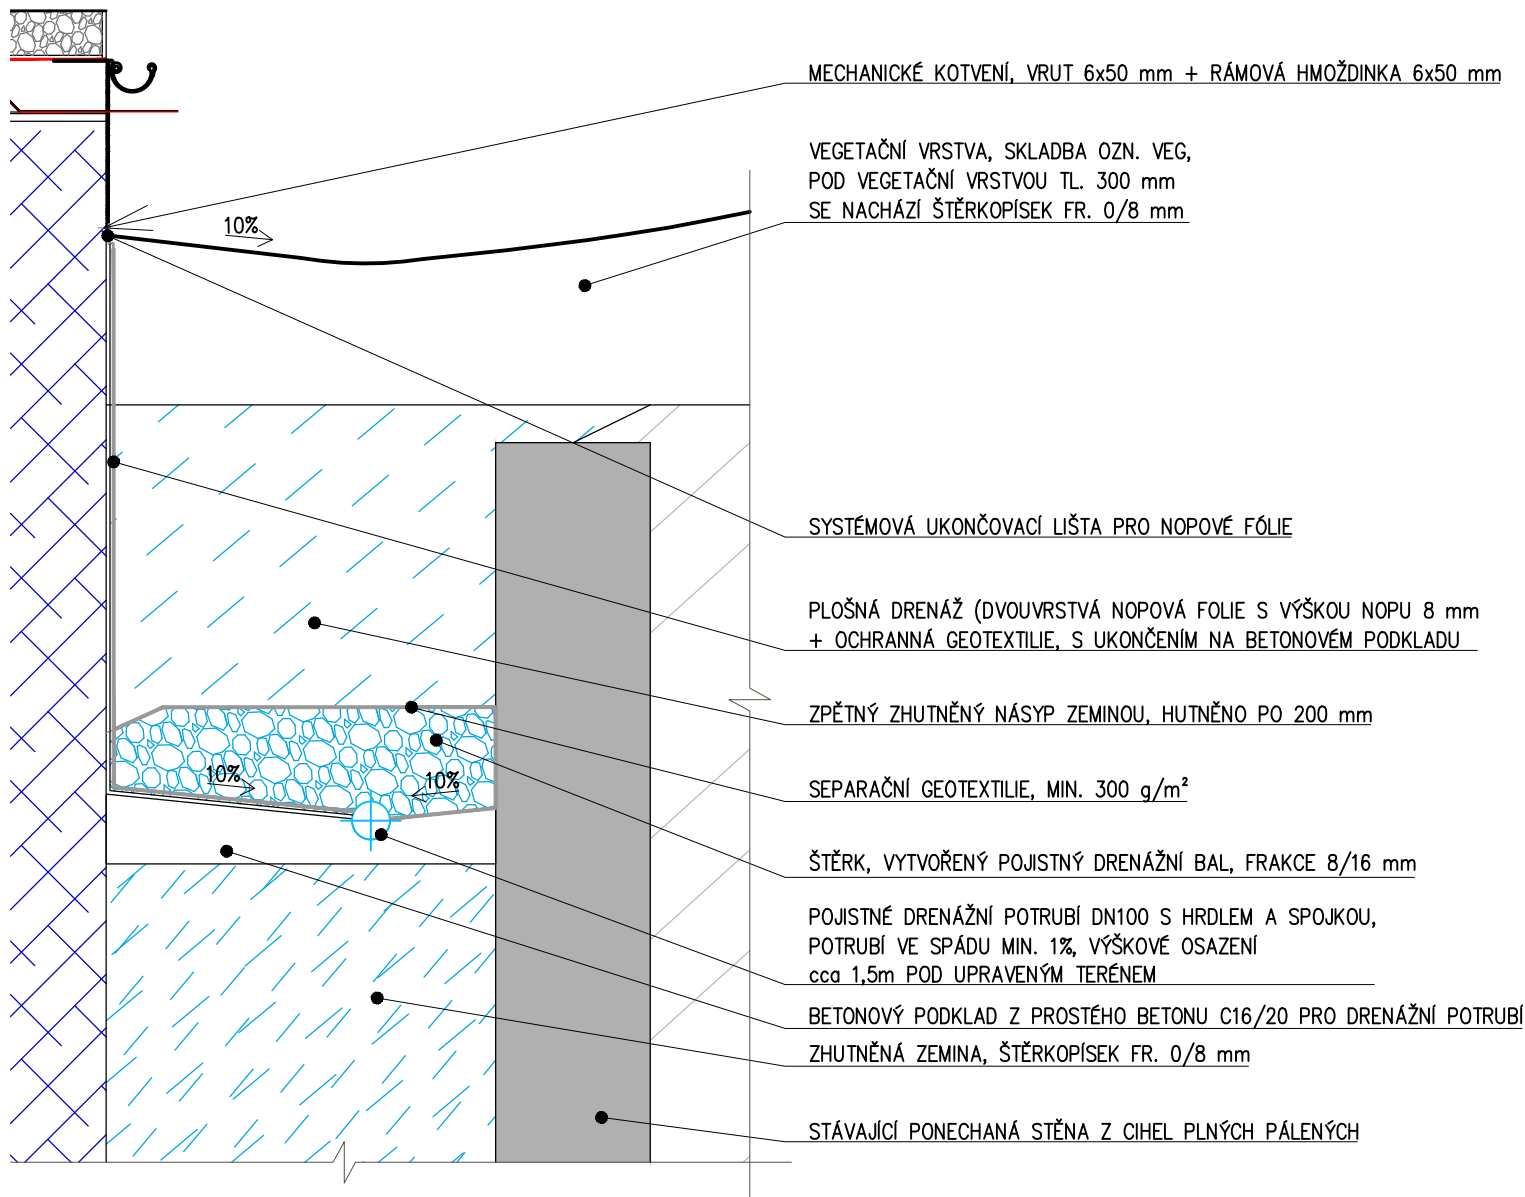 MECHANICKÉ KOTVENÍ, VRUT 6x50 mm + RÁMOVÁ HMOŽDINKA 6x50 mm
VEGETAČNÍ VRSTVA, SKLADBA OZN. VEG,
POD VEGETAČNÍ VRSTVOU TL. 300 mm
SE NACHÁZÍ ŠTĚRKOPÍSEK FR. 0/8 mm
10%
SYSTÉMOVÁ UKONČOVACÍ LIŠTA PRO NOPOVÉ FÓLIE
PLOŠNÁ DRENÁŽ (DVOUVRSTVÁ NOPOVÁ FOLIE S VÝŠKOU NOPU 8 mm
+ OCHRANNÁ GEOTEXTILIE, S UKONČENÍM NA BETONOVÉM PODKLADU
ZPĚTNÝ ZHUTNĚNÝ NÁSYP ZEMINOU, HUTNĚNO PO 200 mm
10%
10%
SEPARAČNÍ GEOTEXTILIE, MIN. 300 g/m²
ŠTĚRK, VYTVOŘENÝ POJISTNÝ DRENÁŽNÍ BAL, FRAKCE 8/16 mm
POJISTNÉ DRENÁŽNÍ POTRUBÍ DN100 S HRDLEM A SPOJKOU,
POTRUBÍ VE SPÁDU MIN. 1%, VÝŠKOVÉ OSAZENÍ
cca 1,5m POD UPRAVENÝM TERÉNEM
BETONOVÝ PODKLAD Z PROSTÉHO BETONU C16/20 PRO DRENÁŽNÍ POTRUBÍ
ZHUTNĚNÁ ZEMINA, ŠTĚRKOPÍSEK FR. 0/8 mm
STÁVAJÍCÍ PONECHANÁ STĚNA Z CIHEL PLNÝCH PÁLENÝCH